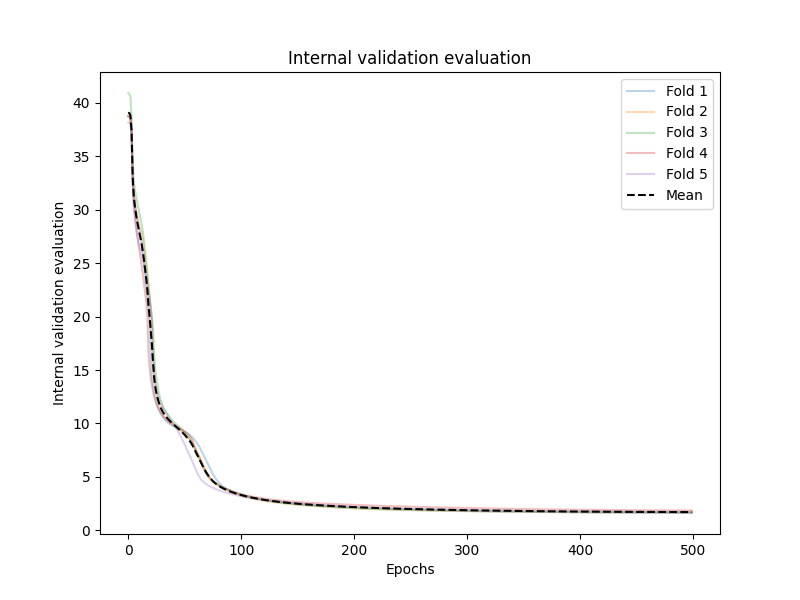 Internal validation evaluation
Internal validation evaluation
40
35
30
25
20
15
10
5
0
0 100 200 300 400 500
Epochs
Fold 1
Fold 2
Fold 3
Fold 4
Fold 5
Mean